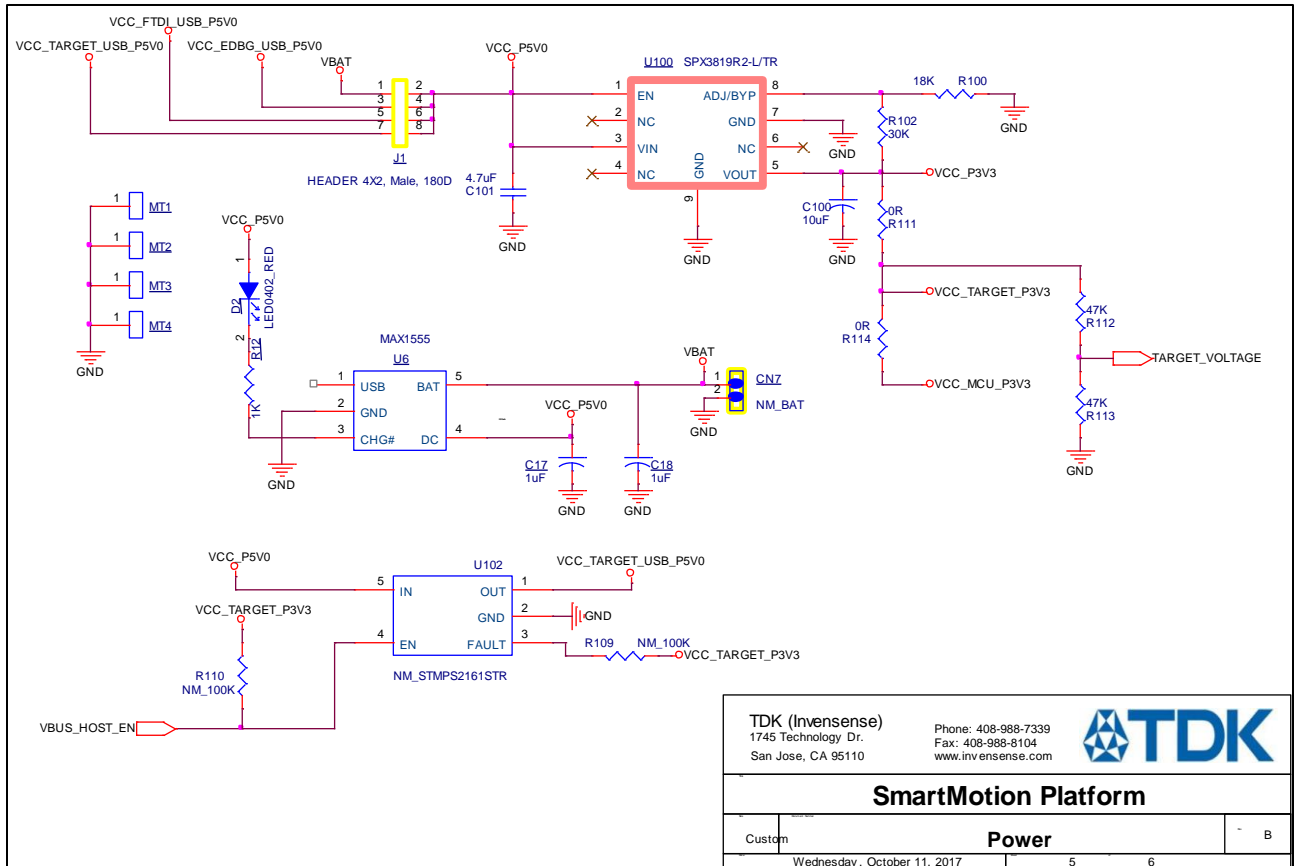 VCC_FTDI_USB_P5V0
VCC_TARGET_USB_P5V0
VCC_EDBG_USB_P5V0
VBAT
1 2
3 4
5 6
7 8
J1
HEADER 4X2, Male, 180D
VCC_P5V0
4.7uF
C101
GND
U100 SPX3819R2-L/TR
1 EN
2 NC
3 VIN
4 NC
ADJ/BYP 8
GND 7
NC 6
VOUT 5
GND
9
GND
18K R100
GND
R102
30K
GND
VCC_P3V3
C100
10uF
GND
0R
R111
VCC_TARGET_P3V3
0R
R114
VCC_MCU_P3V3
47K
R112
TARGET_VOLTAGE
47K
R113
GND
1 MT1
1 MT2
1 MT3
1 MT4
GND
VCC_P5V0
1
D2
LED0402_RED
2
R12
1K
MAX1555
U6
1 USB
2 GND
3 CHG#
BAT 5
DC 4
GND
VCC_P5V0
C17
1uF
GND
C18
1uF
GND
VBAT
1
2
CN7
NM_BAT
GND
VCC_P5V0
VCC_TARGET_P3V3
R110
NM_100K
VBUS_HOST_EN
U102
5 IN
4 EN
OUT 1
GND 2
FAULT 3
NM_STMPS2161STR
VCC_TARGET_USB_P5V0
GND
R109 NM_100K
VCC_TARGET_P3V3
TDK (Invensense)
1745 Technology Dr.
San Jose, CA 95110
Phone: 408-988-7339
Fax: 408-988-8104
www.invensense.com
TDK
SmartMotion Platform
Custom
Power
B
Wednesday, October 11, 2017
5 6